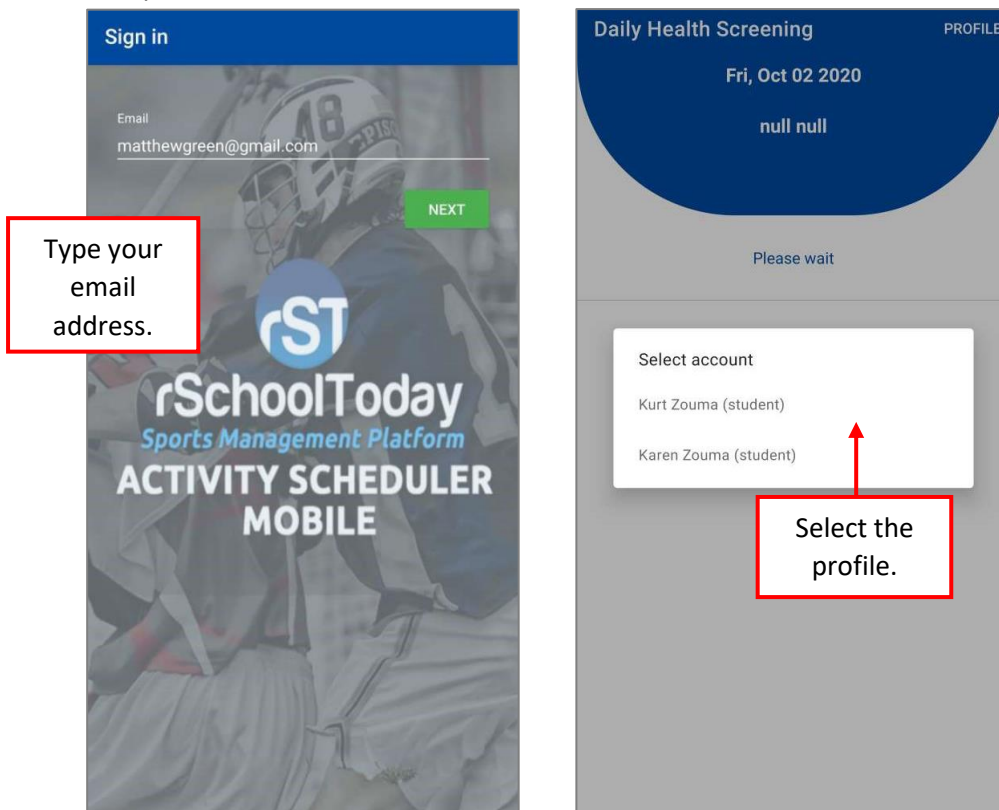 Sign in
Email
matthewgreen@gmail.com
NEXT
Type your
email
address.
rST
rSchoolToday
Sports Management Platform
ACTIVITY SCHEDULER
MOBILE
18
EPISC
Daily Health Screening
PROFILE
Fri, Oct 02 2020
null null
Please wait
Select account
Kurt Zouma (student)
Karen Zouma (student)
Select the
profile.